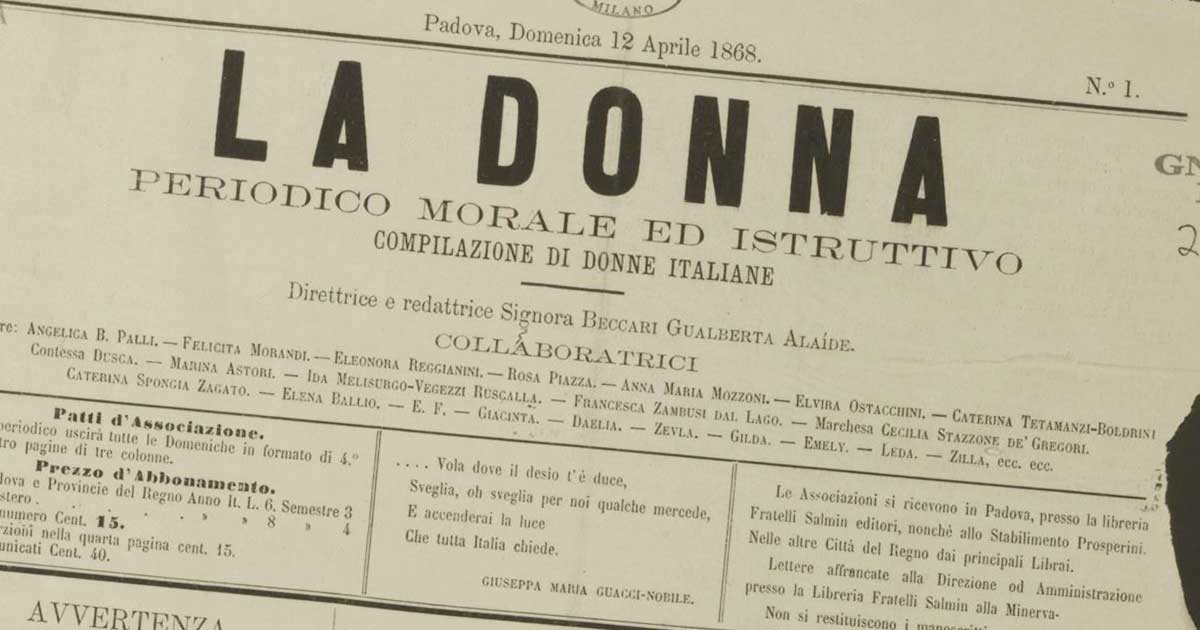 MILANO
Padova, Domenica 12 Aprile 1868.
N.º 1.
LA DONNA
PERIODICO MORALE ED ISTRUTTIVO
COMPILAZIONE DI DONNE ITALIANE
Direttrice e redattrice Signora BECCARI GUALBERTA ALAÍDE.
COLLABORATRICI
re: ANGELICA B. PALLI. — FELICITA MORANDI. — ELEONORA REGGIANINI. — ROSA PIAZZA. — ANNA MARIA MOZZONI. — ELVIRA OSTACCHINI. — CATERINA TETAMANZI-BOLDRINI
Contessa DUSCA. — MARINA ASTORI. — IDA MELISURGO-VEGEZZI RUSCALLA. — FRANCESCA ZAMBUSI DAL LAGO. — Marchesa CECILIA STAZZONE DE' GREGORI.
CATERINA SPONGIA ZAGATO. — ELENA BALLIO. — E. F. — GIACINTA. — DAELIA. — ZEVLA. — GILDA. — EMELY. — LEDA. — ZILLA, ecc. ecc.
Patti d'Associazione.
periodico uscirà tutte le Domeniche in formato di 4.º
tro pagine di tre colonne.
Prezzo d'Abbonamento.
dova e Provincie del Regno Anno It. L. 6. Semestre 3
stero . . . . » » 8 » 4
numero Cent. 15.
rzioni nella quarta pagina cent. 15.
unicati Cent. 40.
. . . . Vola dove il desio t'è duce,
Sveglia, oh sveglia per noi qualche mercede,
E accenderai la luce
Che tutta Italia chiede.
GIUSEPPA MARIA GUACCI-NOBILE.
Le Associazioni si ricevono in Padova, presso la libreria
Fratelli Salmin editori, nonchè allo Stabilimento Prosperini.
Nelle altre Città del Regno dai principali Librai.
Lettere affrancate alla Direzione od Amministrazione
presso la Libreria Fratelli Salmin alla Minerva-
Non si restituiscono i
AVVERTENZA
GN
2